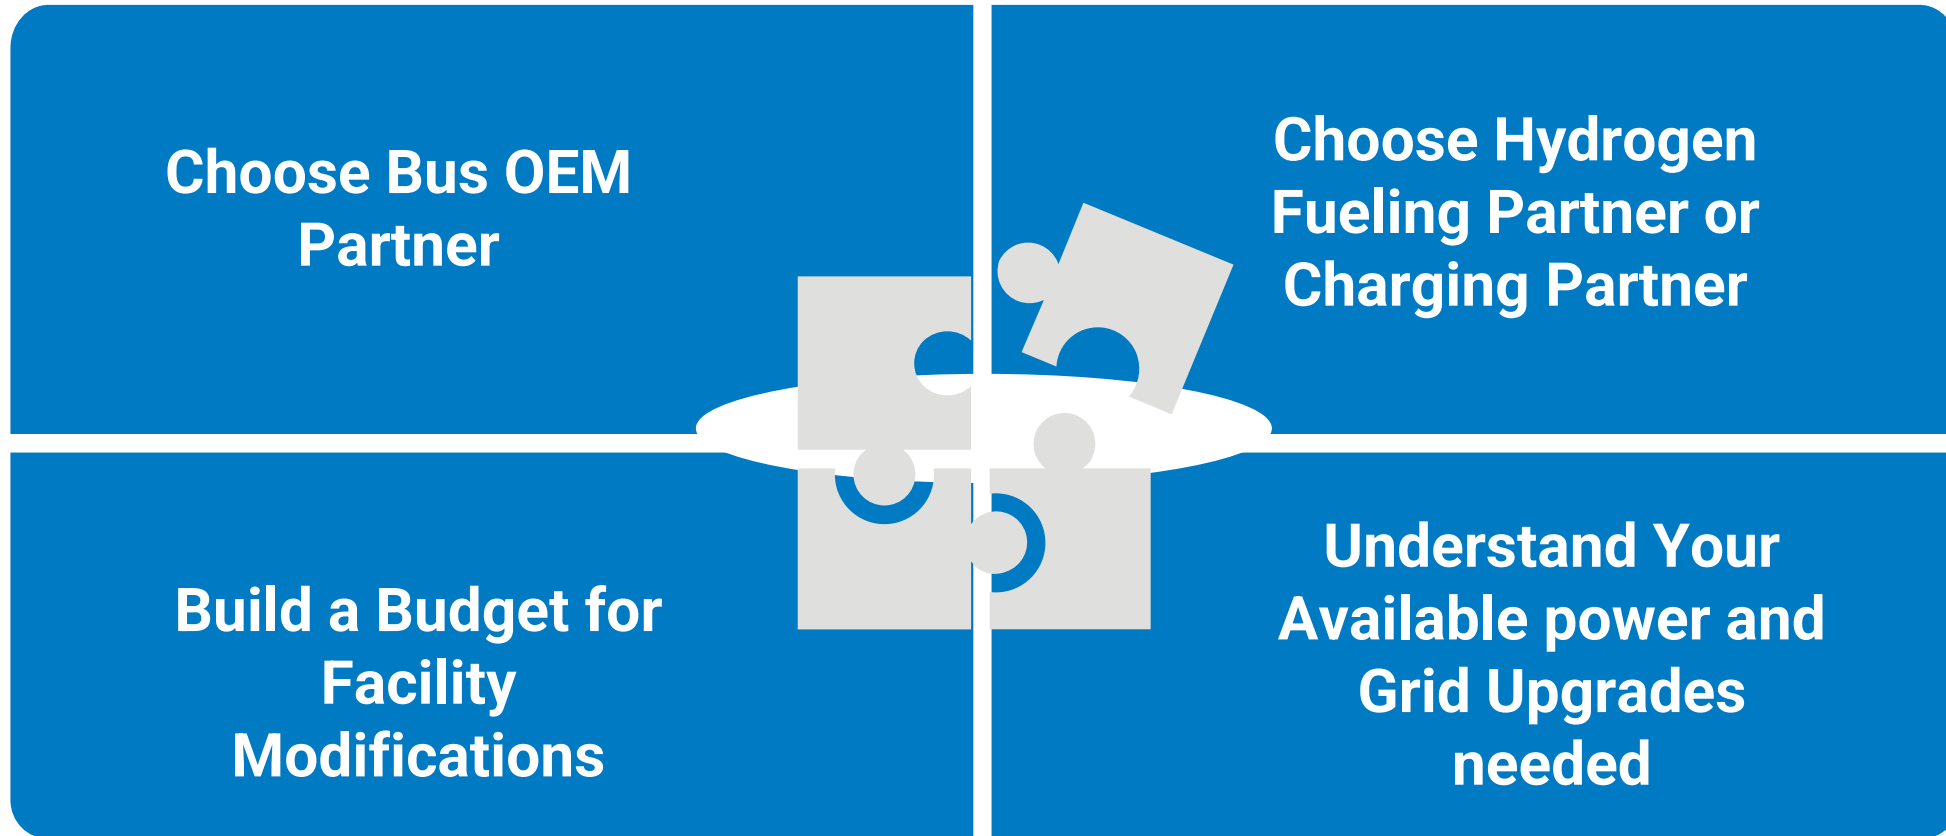 Choose Bus OEM
Partner
Choose Hydrogen
Fueling Partner or
Charging Partner
Build a Budget for
Facility
Modifications
Understand Your
Available power and
Grid Upgrades
needed